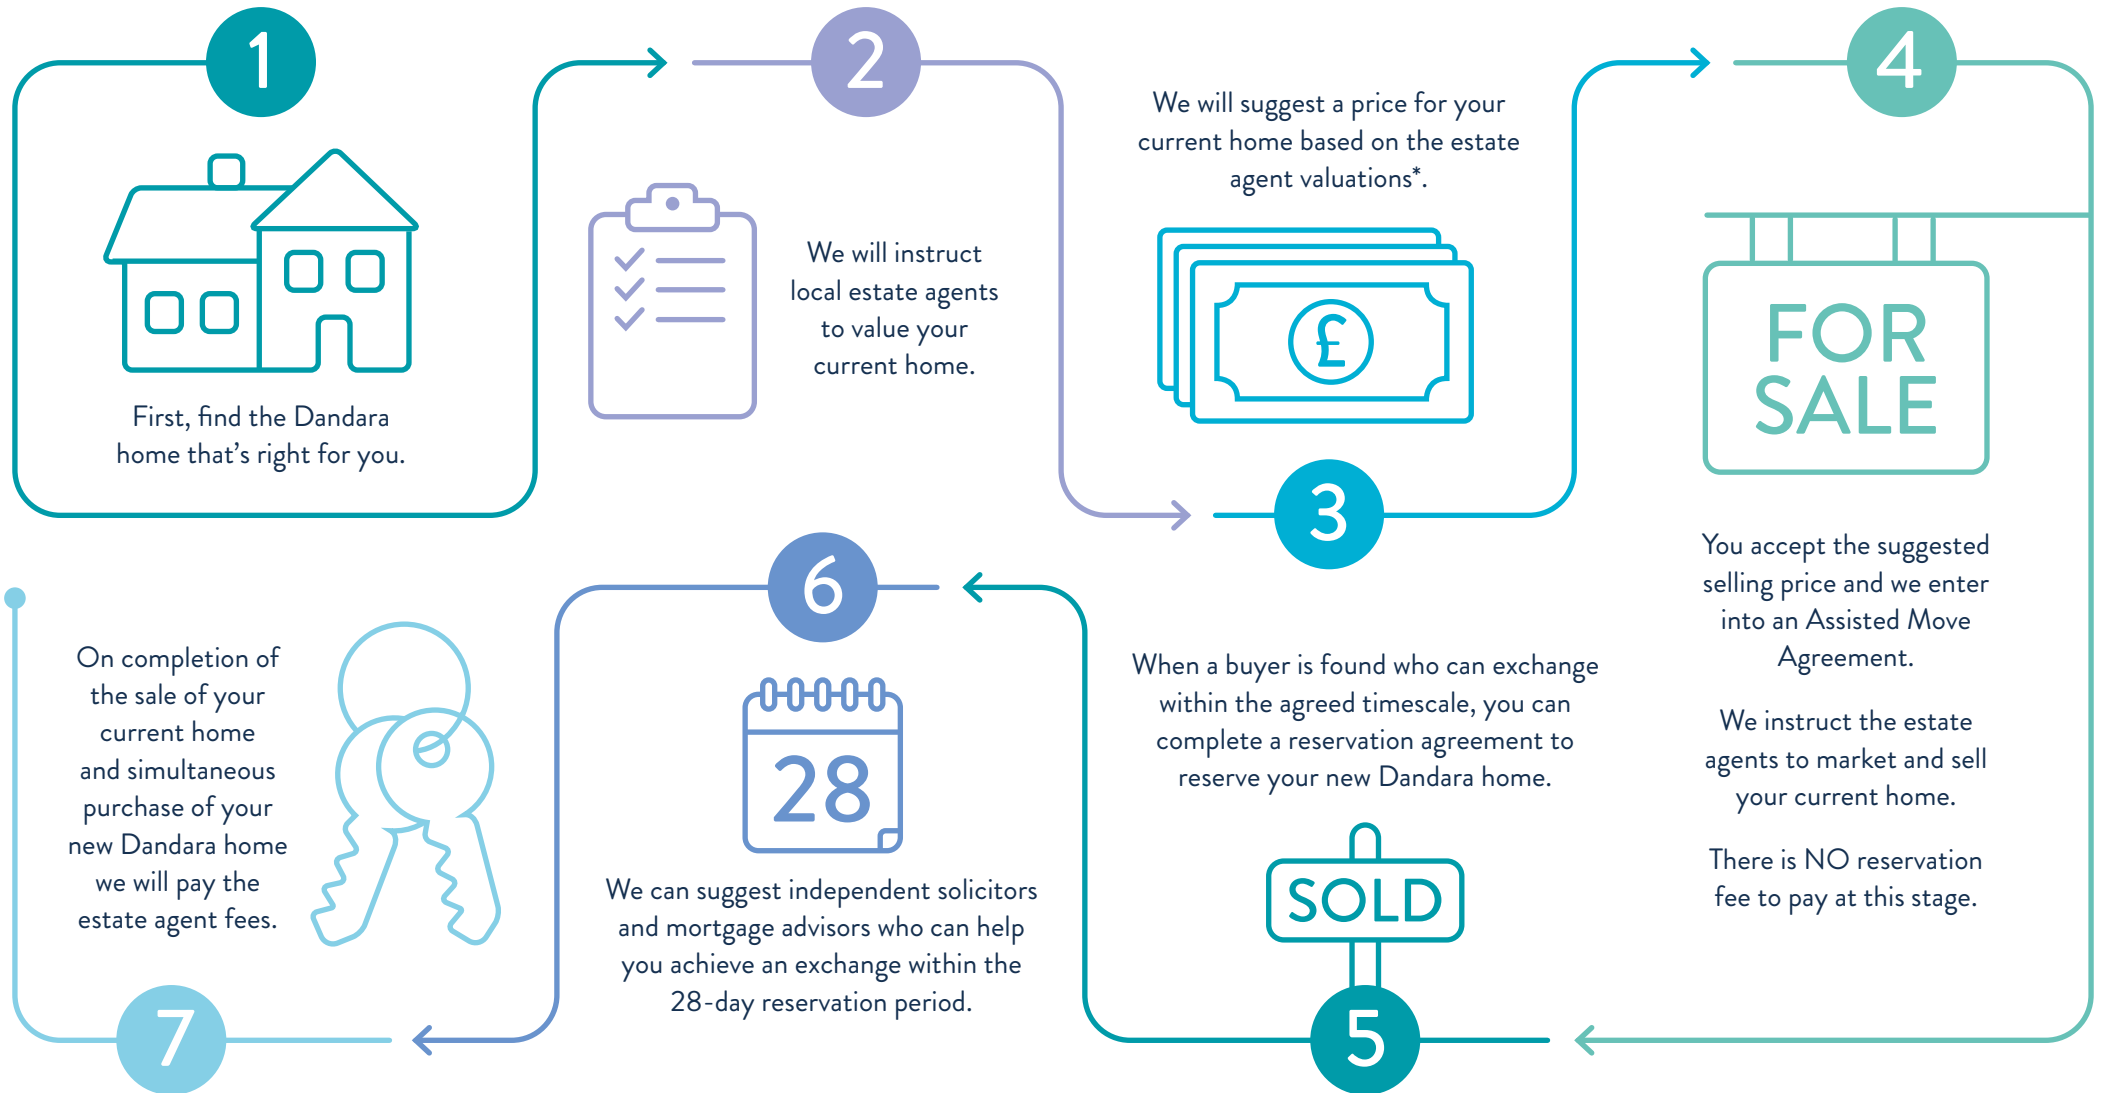 1
First, find the Dandara
home that's right for you.
2
We will instruct
local estate agents
to value your
current home.
We will suggest a price for your
current home based on the estate
agent valuations*.
£
3
4
FOR
SALE
You accept the suggested
selling price and we enter
into an Assisted Move
Agreement.
We instruct the estate
agents to market and sell
your current home.
There is NO reservation
fee to pay at this stage.
When a buyer is found who can exchange
within the agreed timescale, you can
complete a reservation agreement to
reserve your new Dandara home.
SOLD
5
6
28
We can suggest independent solicitors
and mortgage advisors who can help
you achieve an exchange within the
28-day reservation period.
On completion of
the sale of your
current home
and simultaneous
purchase of your
new Dandara home
we will pay the
estate agent fees.
7